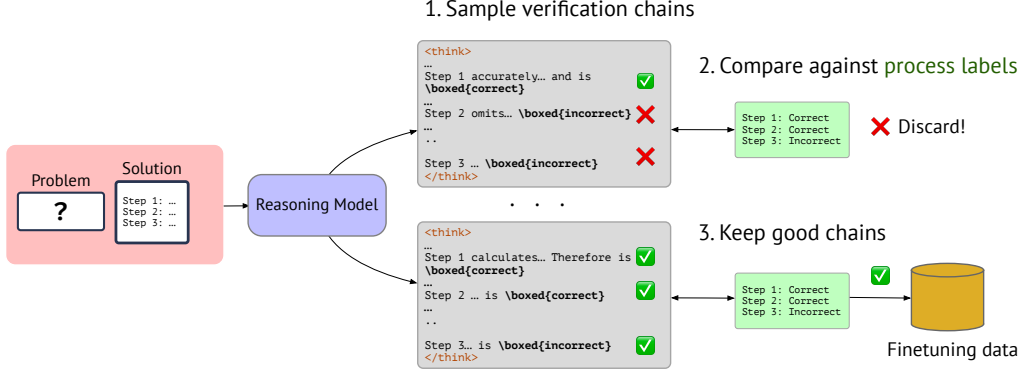 1. Sample verification chains
<think>
…
Step 1 accurately… and is
\boxed{correct}
…
Step 2 omits… \boxed{incorrect}
…
..
Step 3 … \boxed{incorrect}
</think>
2. Compare against process labels
Step 1: Correct
Step 2: Correct
Step 3: Incorrect
Discard!
Problem
?
Solution
Step 1: …
Step 2: …
Step 3: …
Reasoning Model
. . .
<think>
…
Step 1 calculates… Therefore is
\boxed{correct}
…
Step 2 … is \boxed{correct}
…
..
Step 3… is \boxed{incorrect}
</think>
3. Keep good chains
Step 1: Correct
Step 2: Correct
Step 3: Incorrect
Finetuning data